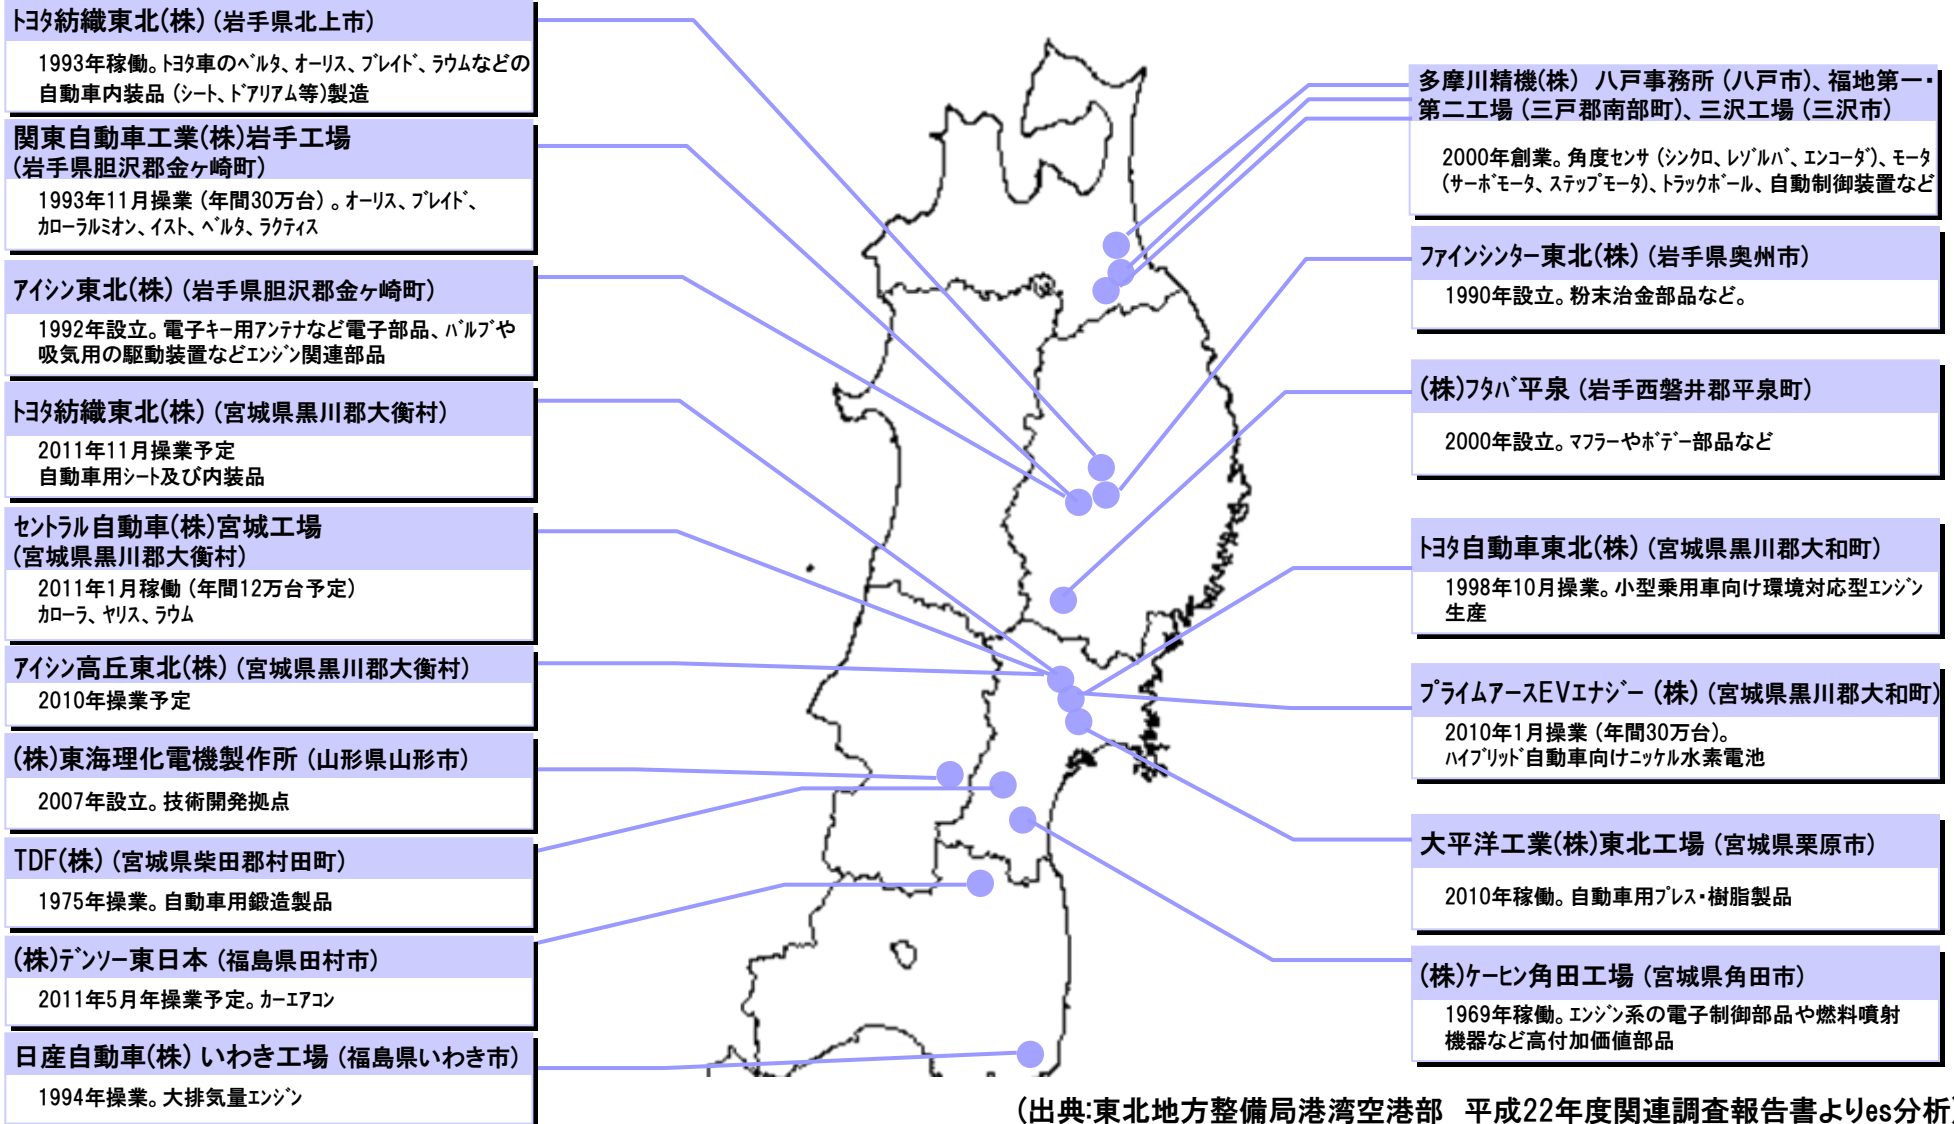 ﾄﾖﾀ紡織東北(株)（岩手県北上市）
1993年稼働。ﾄﾖﾀ車のﾍﾞﾙﾀ、ｵｰﾘｽ、ﾌﾞﾚｲﾄﾞ、ﾗｳﾑなどの
自動車内装品（ｼｰﾄ、ﾄﾞｱﾘｱﾑ等）製造
関東自動車工業(株)岩手工場
（岩手県胆沢郡金ヶ崎町）
1993年11月操業（年間30万台）。ｵｰﾘｽ、ﾌﾞﾚｲﾄﾞ、
ｶﾛｰﾗﾙﾐｵﾝ、ｲｽﾄ、ﾍﾞﾙﾀ、ﾗｸﾃｨｽ
ｱｲｼﾝ東北(株)（岩手県胆沢郡金ヶ崎町）
1992年設立。電子ｷｰ用ｱﾝﾃﾅなど電子部品、ﾊﾞﾙﾌﾞや
吸気用の駆動装置などｴﾝｼﾞﾝ関連部品
ﾄﾖﾀ紡織東北(株)（宮城県黒川郡大衡村）
2011年11月操業予定
自動車用ｼｰﾄ及び内装品
ｾﾝﾄﾗﾙ自動車(株)宮城工場
（宮城県黒川郡大衡村）
2011年1月稼働（年間12万台予定）
ｶﾛｰﾗ、ﾔﾘｽ、ﾗｳﾑ
ｱｲｼﾝ高丘東北(株)（宮城県黒川郡大衡村）
2010年操業予定
(株)東海理化電機製作所（山形県山形市）
2007年設立。技術開発拠点
TDF(株)（宮城県柴田郡村田町）
1975年操業。自動車用鍛造製品
(株)ﾃﾞﾝｿｰ東日本（福島県田村市）
2011年5月年操業予定。ｶｰｴｱｺﾝ
日産自動車(株) いわき工場（福島県いわき市）
1994年操業。大排気量ｴﾝｼﾞﾝ
多摩川精機(株)　八戸事務所（八戸市）、福地第一・
第二工場（三戸郡南部町）、三沢工場（三沢市）
2000年創業。角度ｾﾝｻ（ｼﾝｸﾛ、ﾚｿﾞﾙﾊﾞ、ｴﾝｺｰﾀﾞ）、ﾓｰﾀ
（ｻｰﾎﾞﾓｰﾀ、ｽﾃｯﾌﾟﾓｰﾀ）、ﾄﾗｯｸﾎﾞｰﾙ、自動制御装置など
ﾌｧｲﾝｼﾝﾀｰ東北(株)（岩手県奥州市）
1990年設立。粉末治金部品など。
(株)ﾌﾀﾊﾞ平泉（岩手西磐井郡平泉町）
2000年設立。ﾏﾌﾗｰやﾎﾞﾃﾞｰ部品など
ﾄﾖﾀ自動車東北(株)（宮城県黒川郡大和町）
1998年10月操業。小型乗用車向け環境対応型ｴﾝｼﾞﾝ
生産
ﾌﾟﾗｲﾑｱｰｽEVｴﾅｼﾞｰ（株）（宮城県黒川郡大和町）
2010年1月操業（年間30万台）。
ﾊｲﾌﾞﾘｯﾄﾞ自動車向けﾆｯｹﾙ水素電池
大平洋工業(株)東北工場（宮城県栗原市）
2010年稼働。自動車用ﾌﾟﾚｽ・樹脂製品
(株)ｹｰﾋﾝ角田工場（宮城県角田市）
1969年稼働。ｴﾝｼﾞﾝ系の電子制御部品や燃料噴射
機器など高付加価値部品
（出典:東北地方整備局港湾空港部　平成22年度関連調査報告書よりes分析）